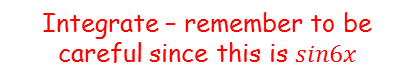 Integrate – remember to be
careful since this is sin6x